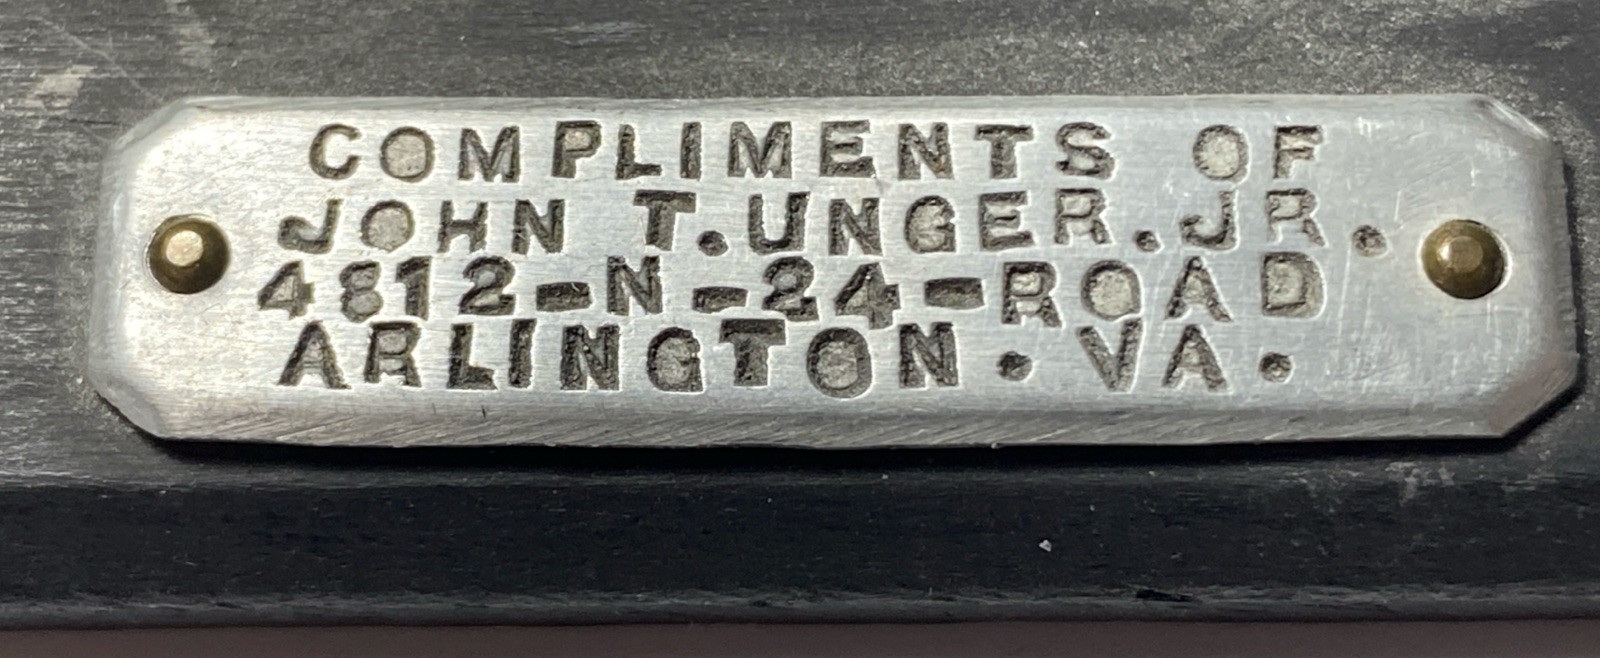 COMPLIMENTS OF
JOHN T.UNGER.JR.
4812-N-24-ROAD
ARLINGTON.VA.